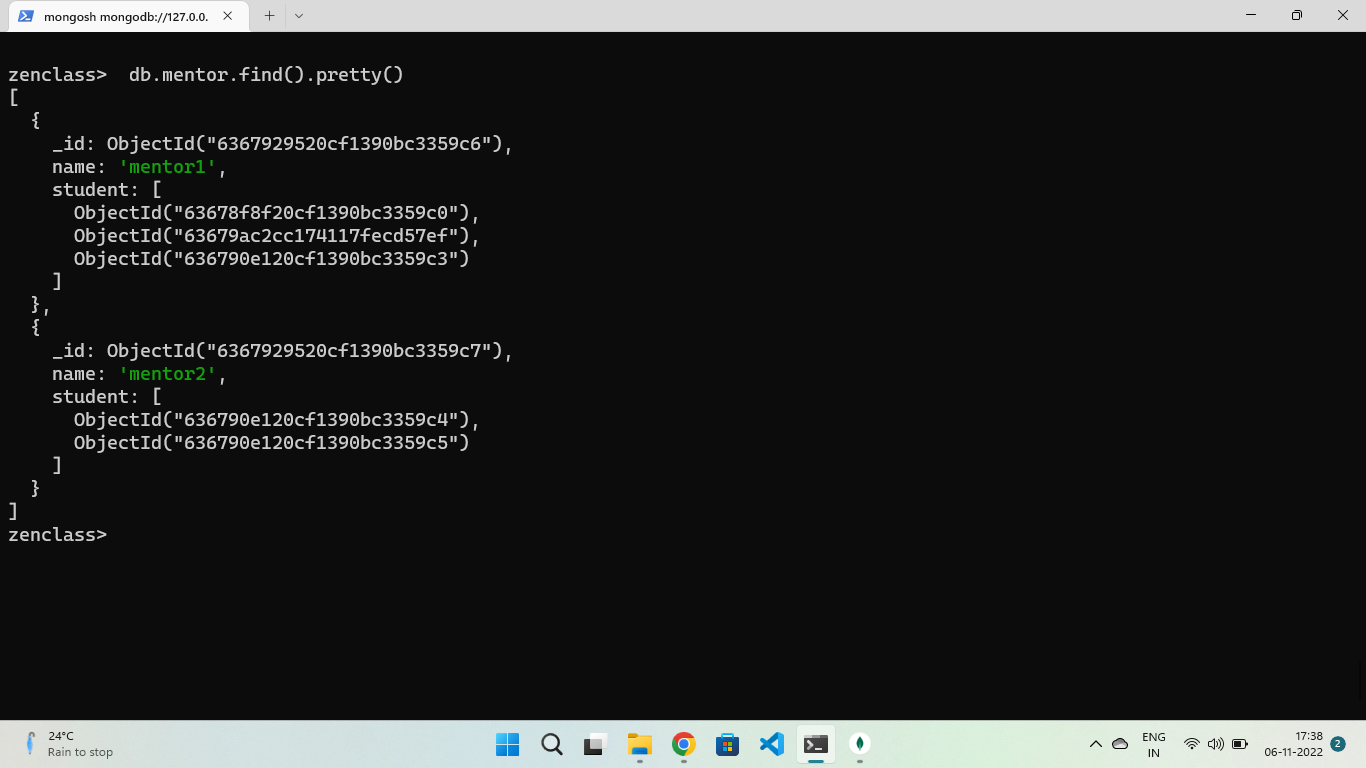 mongosh mongodb://127.0.0.
zenclass>  db.mentor.find().pretty()
[
  {
    _id: ObjectId("6367929520cf1390bc3359c6"),
    name: 'mentor1',
    student: [
      ObjectId("63678f8f20cf1390bc3359c0"),
      ObjectId("63679ac2cc174117fecd57ef"),
      ObjectId("636790e120cf1390bc3359c3")
    ]
  },
  {
    _id: ObjectId("6367929520cf1390bc3359c7"),
    name: 'mentor2',
    student: [
      ObjectId("636790e120cf1390bc3359c4"),
      ObjectId("636790e120cf1390bc3359c5")
    ]
  }
]
zenclass>
24°C
Rain to stop
ENG
IN
17:38
06-11-2022
2